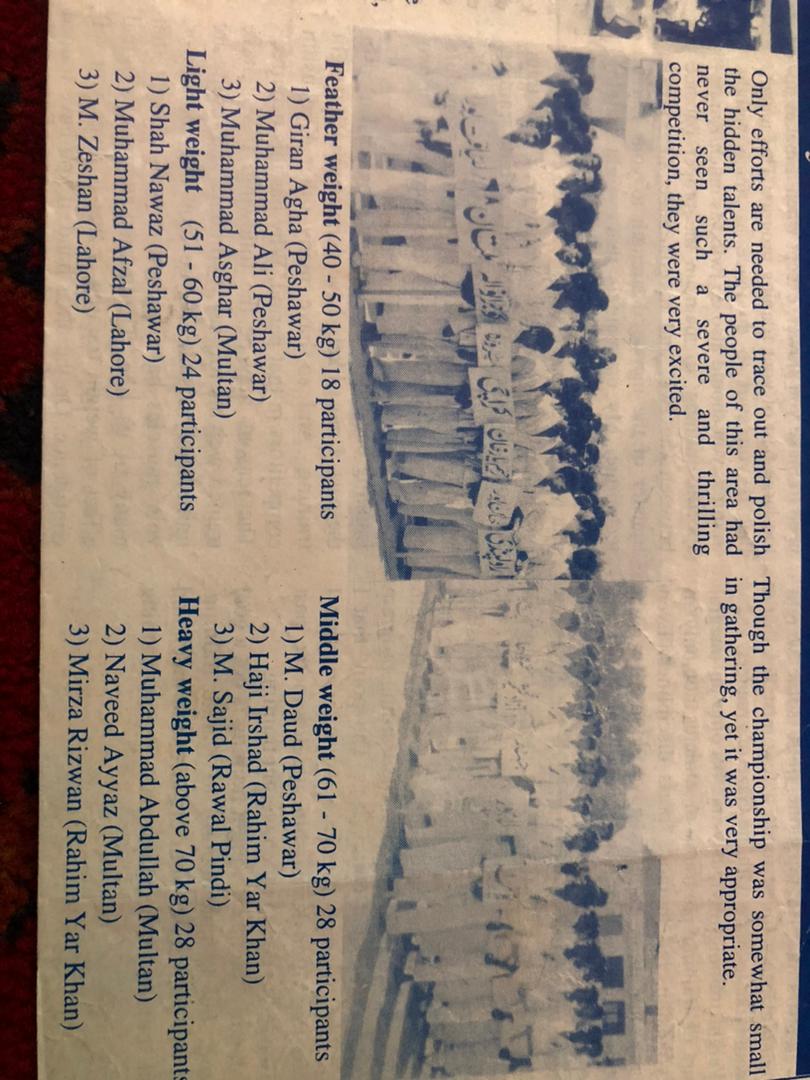 Only efforts are needed to trace out and polish
the hidden talents. The people of this area had
never seen such a severe and thrilling
competition, they were very excited.
Though the championship was somewhat small
in gathering, yet it was very appropriate.
لیاقت پور
ملتان
گوجرانوالہ
کراچی
رحیم یار خان
خان پور
راولپنڈی
Feather weight (40 - 50 kg) 18 participants
1) Giran Agha (Peshawar)
2) Muhammad Ali (Peshawar)
3) Muhammad Asghar (Multan)
Light weight (51 - 60 kg) 24 participants
1) Shah Nawaz (Peshawar)
2) Muhammad Afzal (Lahore)
3) M. Zeshan (Lahore)
Middle weight (61 - 70 kg) 28 participants
1) M. Daud (Peshawar)
2) Haji Irshad (Rahim Yar Khan)
3) M. Sajid (Rawal Pindi)
Heavy weight (above 70 kg) 28 participants
1) Muhammad Abdullah (Multan)
2) Naveed Ayyaz (Multan)
3) Mirza Rizwan (Rahim Yar Khan)